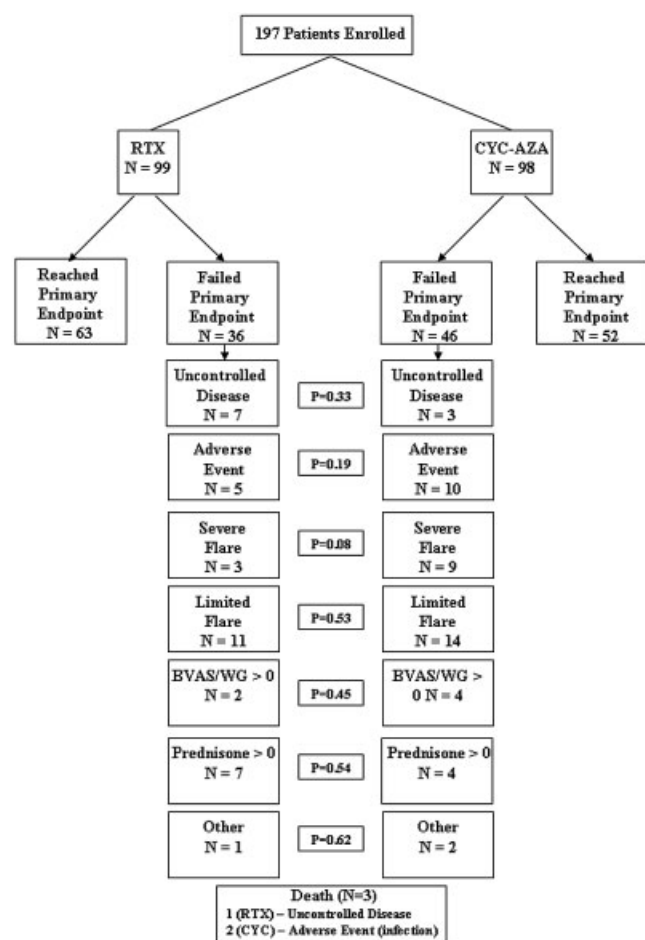 197 Patients Enrolled
RTX
N = 99
CYC-AZA
N = 98
Reached
Primary
Endpoint
N = 63
Failed
Primary
Endpoint
N = 36
Failed
Primary
Endpoint
N = 46
Reached
Primary
Endpoint
N = 52
Uncontrolled
Disease
N = 7
P=0.33
Uncontrolled
Disease
N = 3
Adverse
Event
N = 5
P=0.19
Adverse
Event
N = 10
Severe
Flare
N = 3
P=0.08
Severe
Flare
N = 9
Limited
Flare
N = 11
P=0.53
Limited
Flare
N = 14
BVAS/WG > 0
N = 2
P=0.45
BVAS/WG >
0 N = 4
Prednisone > 0
N = 7
P=0.54
Prednisone > 0
N = 4
Other
N = 1
P=0.62
Other
N = 2
Death (N=3)
1 (RTX) – Uncontrolled Disease
2 (CYC) – Adverse Event (infection)